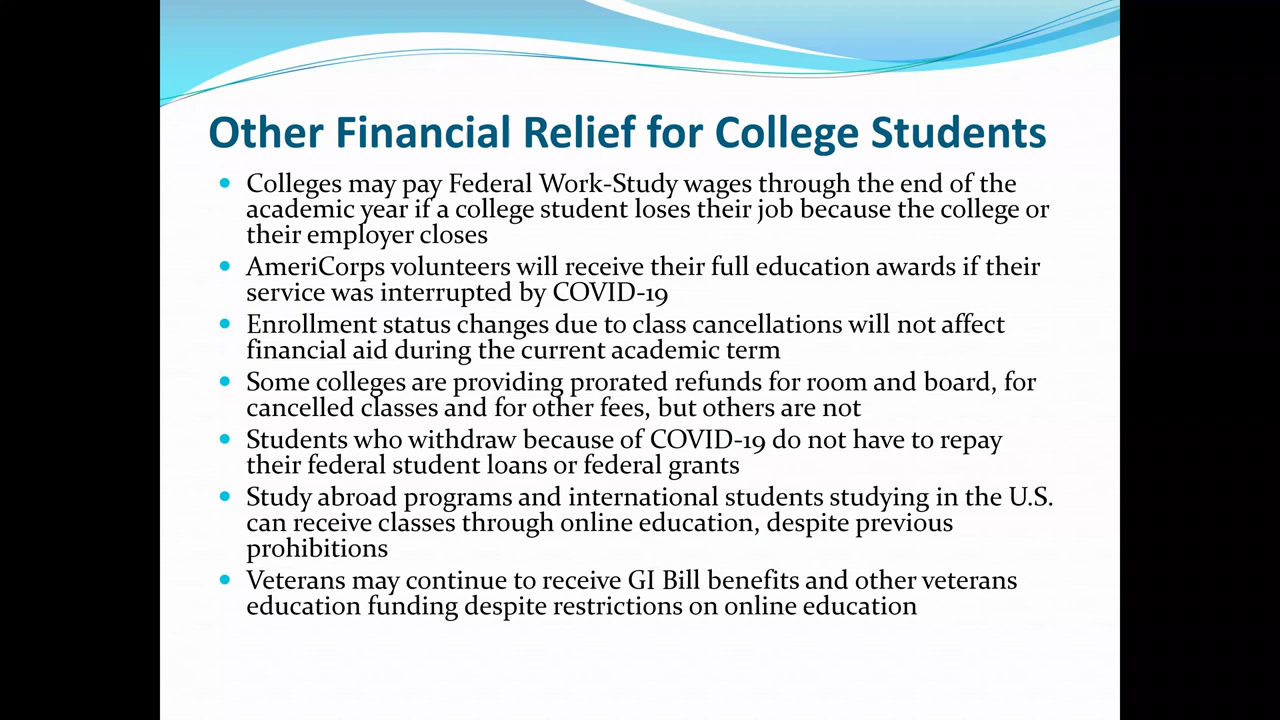 Other Financial Relief for College Students
• Colleges may pay Federal Work-Study wages through the end of the
academic year if a college student loses their job because the college or
their employer closes
• AmeriCorps volunteers will receive their full education awards if their
service was interrupted by COVID-19
• Enrollment status changes due to class cancellations will not affect
financial aid during the current academic term
• Some colleges are providing prorated refunds for room and board, for
cancelled classes and for other fees, but others are not
• Students who withdraw because of COVID-19 do not have to repay
their federal student loans or federal grants
• Study abroad programs and international students studying in the U.S.
can receive classes through online education, despite previous
prohibitions
• Veterans may continue to receive GI Bill benefits and other veterans
education funding despite restrictions on online education